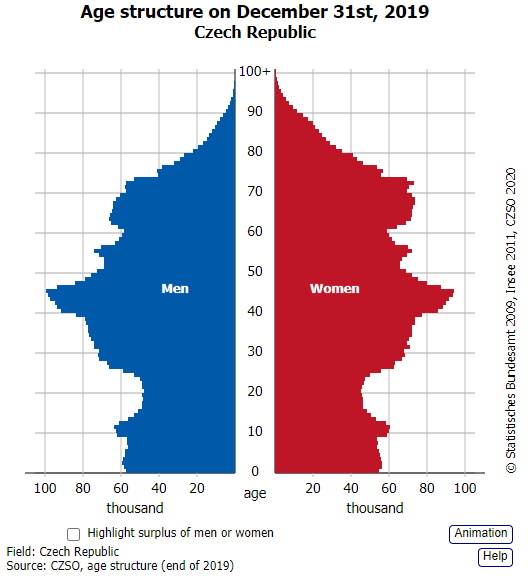 Age structure on December 31st, 2019
Czech Republic
100+
90
80
70
60
50
40
30
20
10
0
Men
Women
100 80 60 40 20
age
20 40 60 80 100
thousand
thousand
© Statistisches Bundesamt 2009, Insee 2011, CZSO 2020
Highlight surplus of men or women
Animation
Help
Field: Czech Republic
Source: CZSO, age structure (end of 2019)